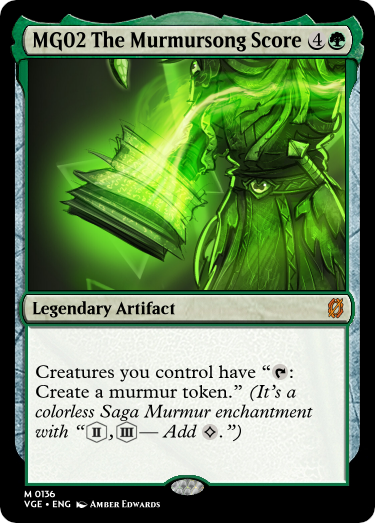 MG02 The Murmursong Score 4
Legendary Artifact
Creatures you control have “
:
Create a murmur token.” (It’s a
colorless Saga Murmur enchantment
with “II, III— Add
.”)
M 0136
VGE • ENG Amber Edwards